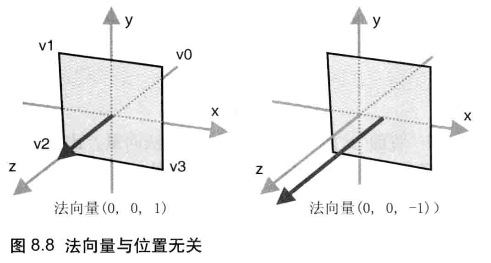 y
y
v1
v0
x
x
v2
z
v3
z
法向量(0, 0, 1)
法向量(0, 0, -1))
图 8.8 法向量与位置无关